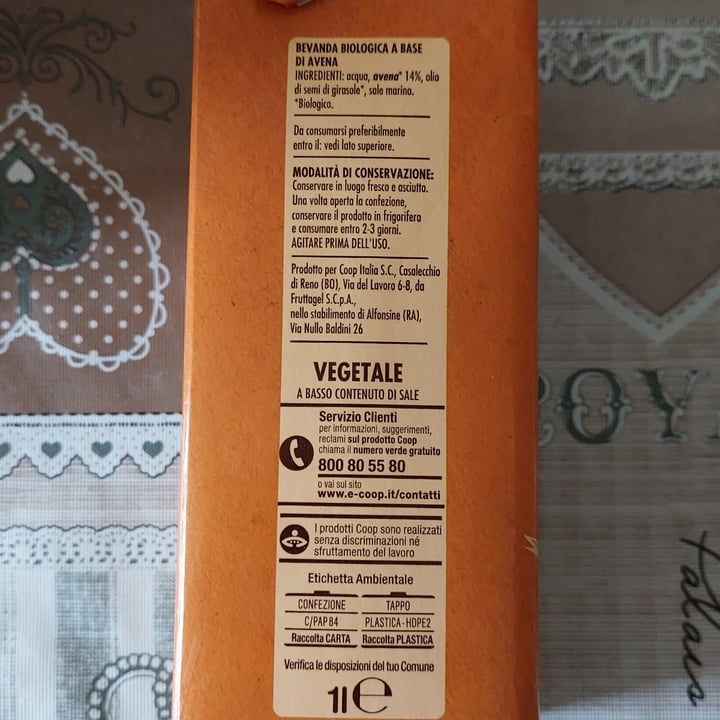 BEVANDA BIOLOGICA A BASE
DI AVENA
INGREDIENTI: acqua, avena* 14%, olio
di semi di girasole*, sale marino.
*Biologico.
Da consumarsi preferibilmente
entro il: vedi lato superiore.
MODALITÀ DI CONSERVAZIONE:
Conservare in luogo fresco e asciutto.
Una volta aperta la confezione,
conservare il prodotto in frigorifero
e consumare entro 2-3 giorni.
AGITARE PRIMA DELL'USO.
Prodotto per Coop Italia S.C., Casalecchio
di Reno (BO), Via del Lavoro 6-8, da
Fruttagel S.C.p.A.,
nello stabilimento di Alfonsine (RA),
Via Nullo Baldini 26
VEGETALE
A BASSO CONTENUTO DI SALE
Servizio Clienti
per informazioni, suggerimenti,
reclami sul prodotto Coop
chiama il numero verde gratuito
800 80 55 80
o vai sul sito
www.e-coop.it/contatti
I prodotti Coop sono realizzati
senza discriminazioni né
sfruttamento del lavoro
Etichetta Ambientale
CONFEZIONE TAPPO
C/PAP 84 PLASTICA-HDPE2
Raccolta CARTA Raccolta PLASTICA
Verifica le disposizioni del tuo Comune
1l e
ROY